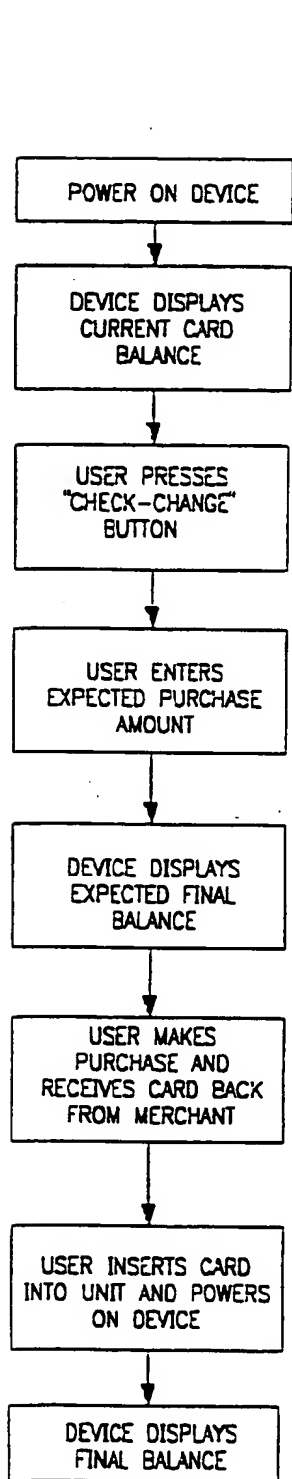 POWER ON DEVICE
DEVICE DISPLAYS
CURRENT CARD
BALANCE
USER PRESSES
"CHECK-CHANGE"
BUTTON
USER ENTERS
EXPECTED PURCHASE
AMOUNT
DEVICE DISPLAYS
EXPECTED FINAL
BALANCE
USER MAKES
PURCHASE AND
RECEIVES CARD BACK
FROM MERCHANT
USER INSERTS CARD
INTO UNIT AND POWERS
ON DEVICE
DEVICE DISPLAYS
FINAL BALANCE